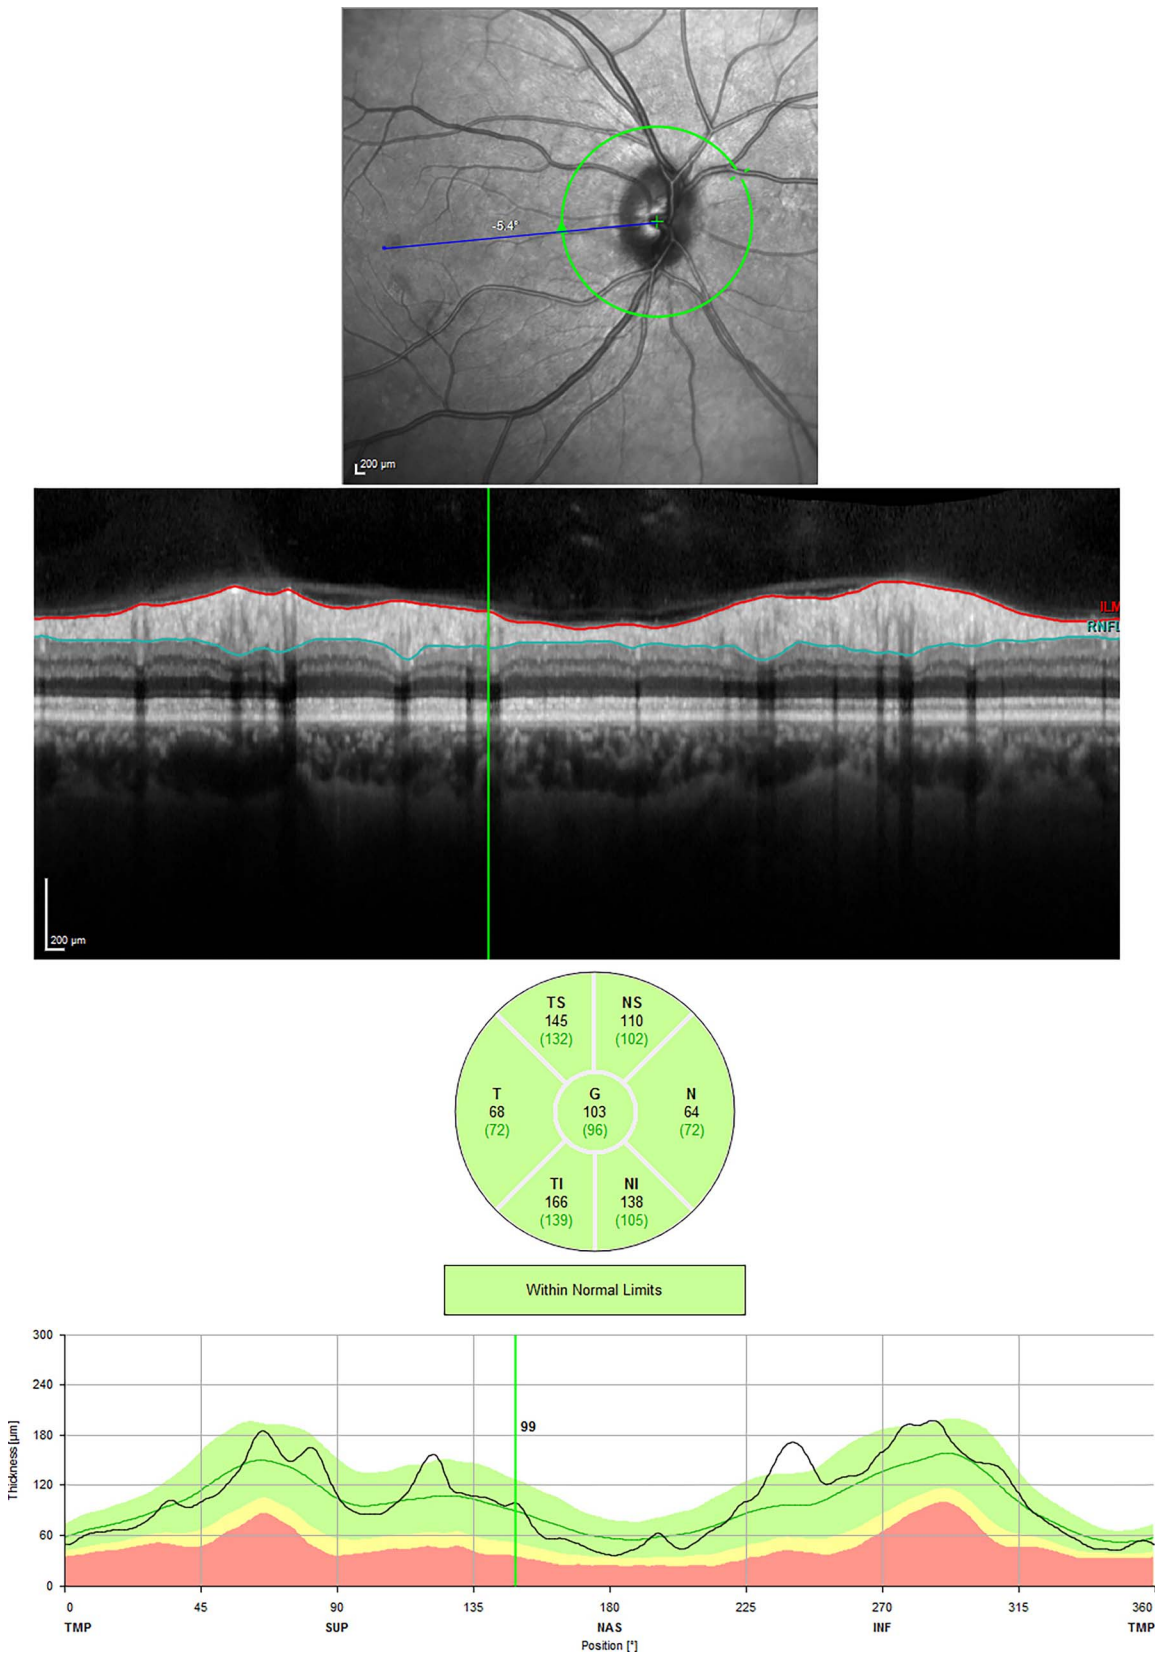 -5.4°
200 µm
ILM
RNFL
200 µm
TS
145
(132)
NS
110
(102)
T
68
(72)
G
103
(96)
N
64
(72)
TI
166
(139)
NI
138
(105)
Within Normal Limits
300
240
180
120
60
0
Thickness [µm]
99
0 45 90 135 180 225 270 315 360
TMP SUP NAS INF TMP
Position [°]